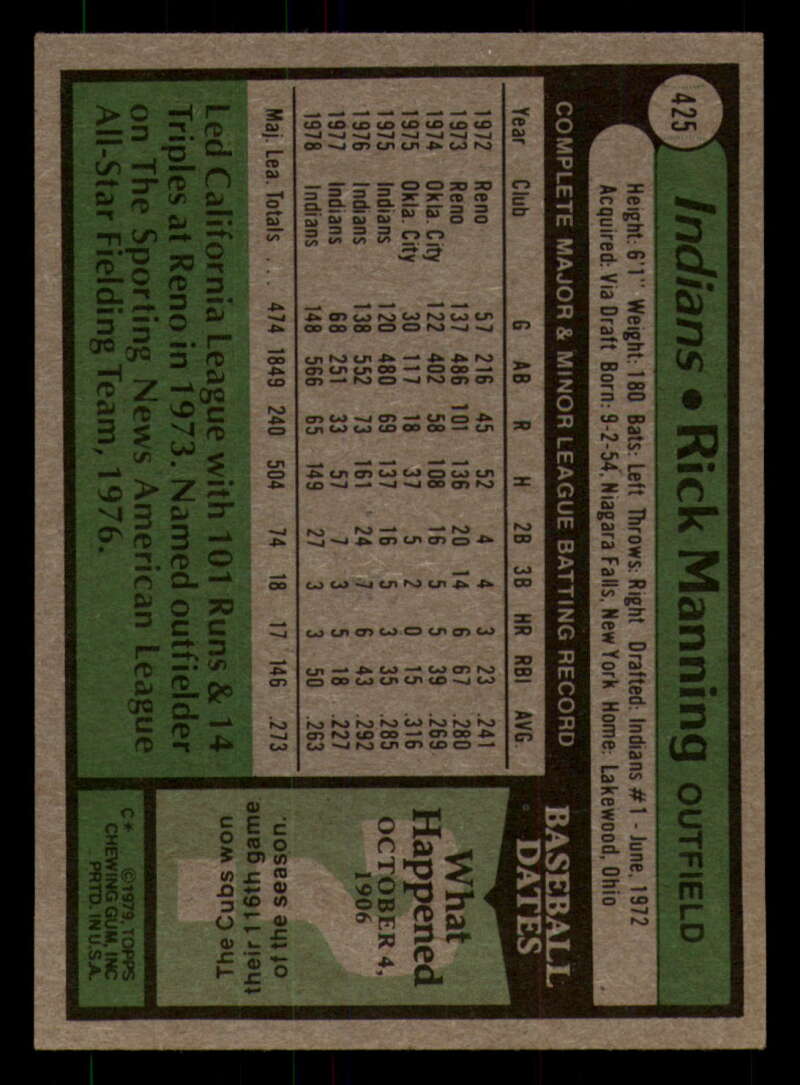 425
Indians • Rick Manning OUTFIELD
Height: 6'1" Weight: 180 Bats: Left Throws: Right Drafted: Indians #1 - June, 1972
Acquired: Via Draft Born: 9-2-54, Niagara Falls, New York Home: Lakewood, Ohio
COMPLETE MAJOR & MINOR LEAGUE BATTING RECORD
Year Club G AB R H 2B 3B HR RBI AVG.
1972 Reno 57 216 45 52 4 4 3 23 .241
1973 Reno 137 486 101 136 20 14 6 67 .280
1974 Okla. City 122 402 58 108 16 5 5 39 .269
1975 Okla. City 30 117 18 37 5 2 0 15 .316
1975 Indians 120 480 69 137 16 5 3 35 .285
1976 Indians 138 552 73 161 24 7 6 43 .292
1977 Indians 68 251 33 57 7 3 5 18 .227
1978 Indians 148 566 65 149 27 3 3 50 .263
Maj. Lea. Totals . . . 474 1849 240 504 74 18 17 146 .273
Led California League with 101 Runs & 14
Triples at Reno in 1973. Named outfielder
on The Sporting News American League
All-Star Fielding Team, 1976.
BASEBALL
DATES
What
Happened
OCTOBER 4,
1906
The Cubs won
their 116th game
of the season.
C* ©1979, TOPPS
CHEWING GUM, INC
PRTD. IN U.S.A.